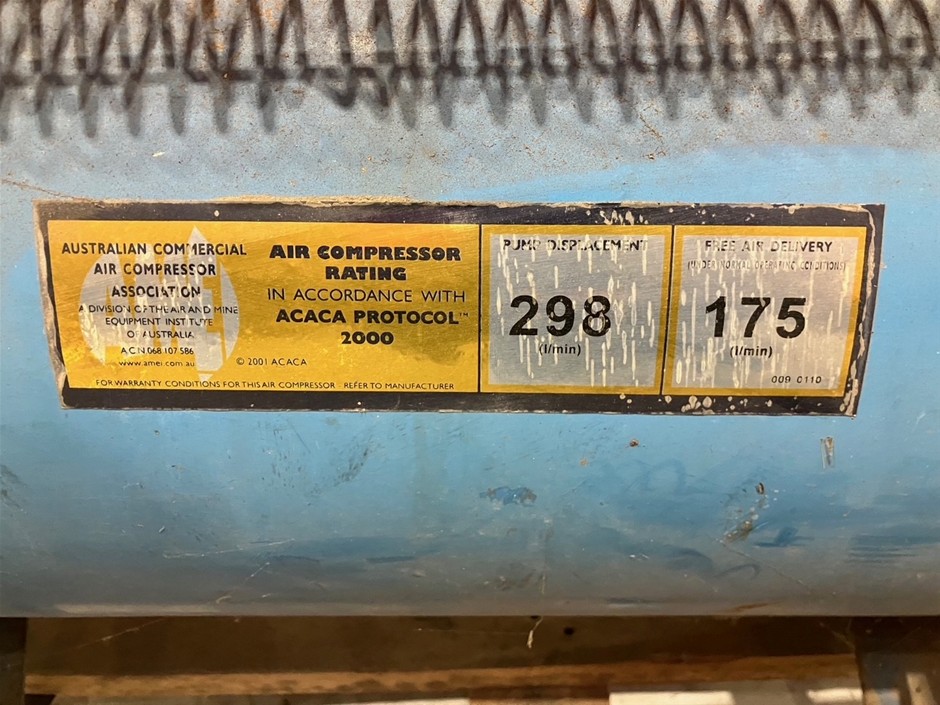 AUSTRALIAN COMMERCIAL
AIR COMPRESSOR
ASSOCIATION
A DIVISION OF THE AIR AND MINE
EQUIPMENT INSTITUTE
OF AUSTRALIA
A.C.N 068 107 586
www.amei.com.au
© 2001 ACACA
AIR COMPRESSOR
RATING
IN ACCORDANCE WITH
ACACA PROTOCOL™
2000
FOR WARRANTY CONDITIONS FOR THIS AIR COMPRESSOR REFER TO MANUFACTURER
PUMP DISPLACEMENT
298
(l/min)
FREE AIR DELIVERY
(UNDER NORMAL OPERATING CONDITIONS)
175
(l/min)
009 0110